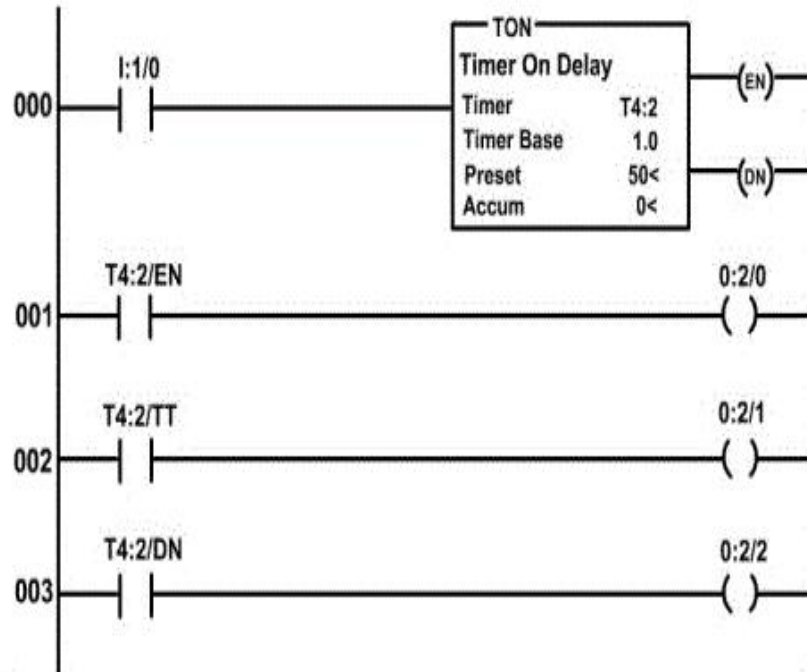 TON
I:1/0
Timer On Delay
(EN)
000
Timer T4:2
Timer Base 1.0
Preset 50<
(DN)
Accum 0<
T4:2/EN
0:2/0
001
T4:2/TT
0:2/1
002
T4:2/DN
0:2/2
003